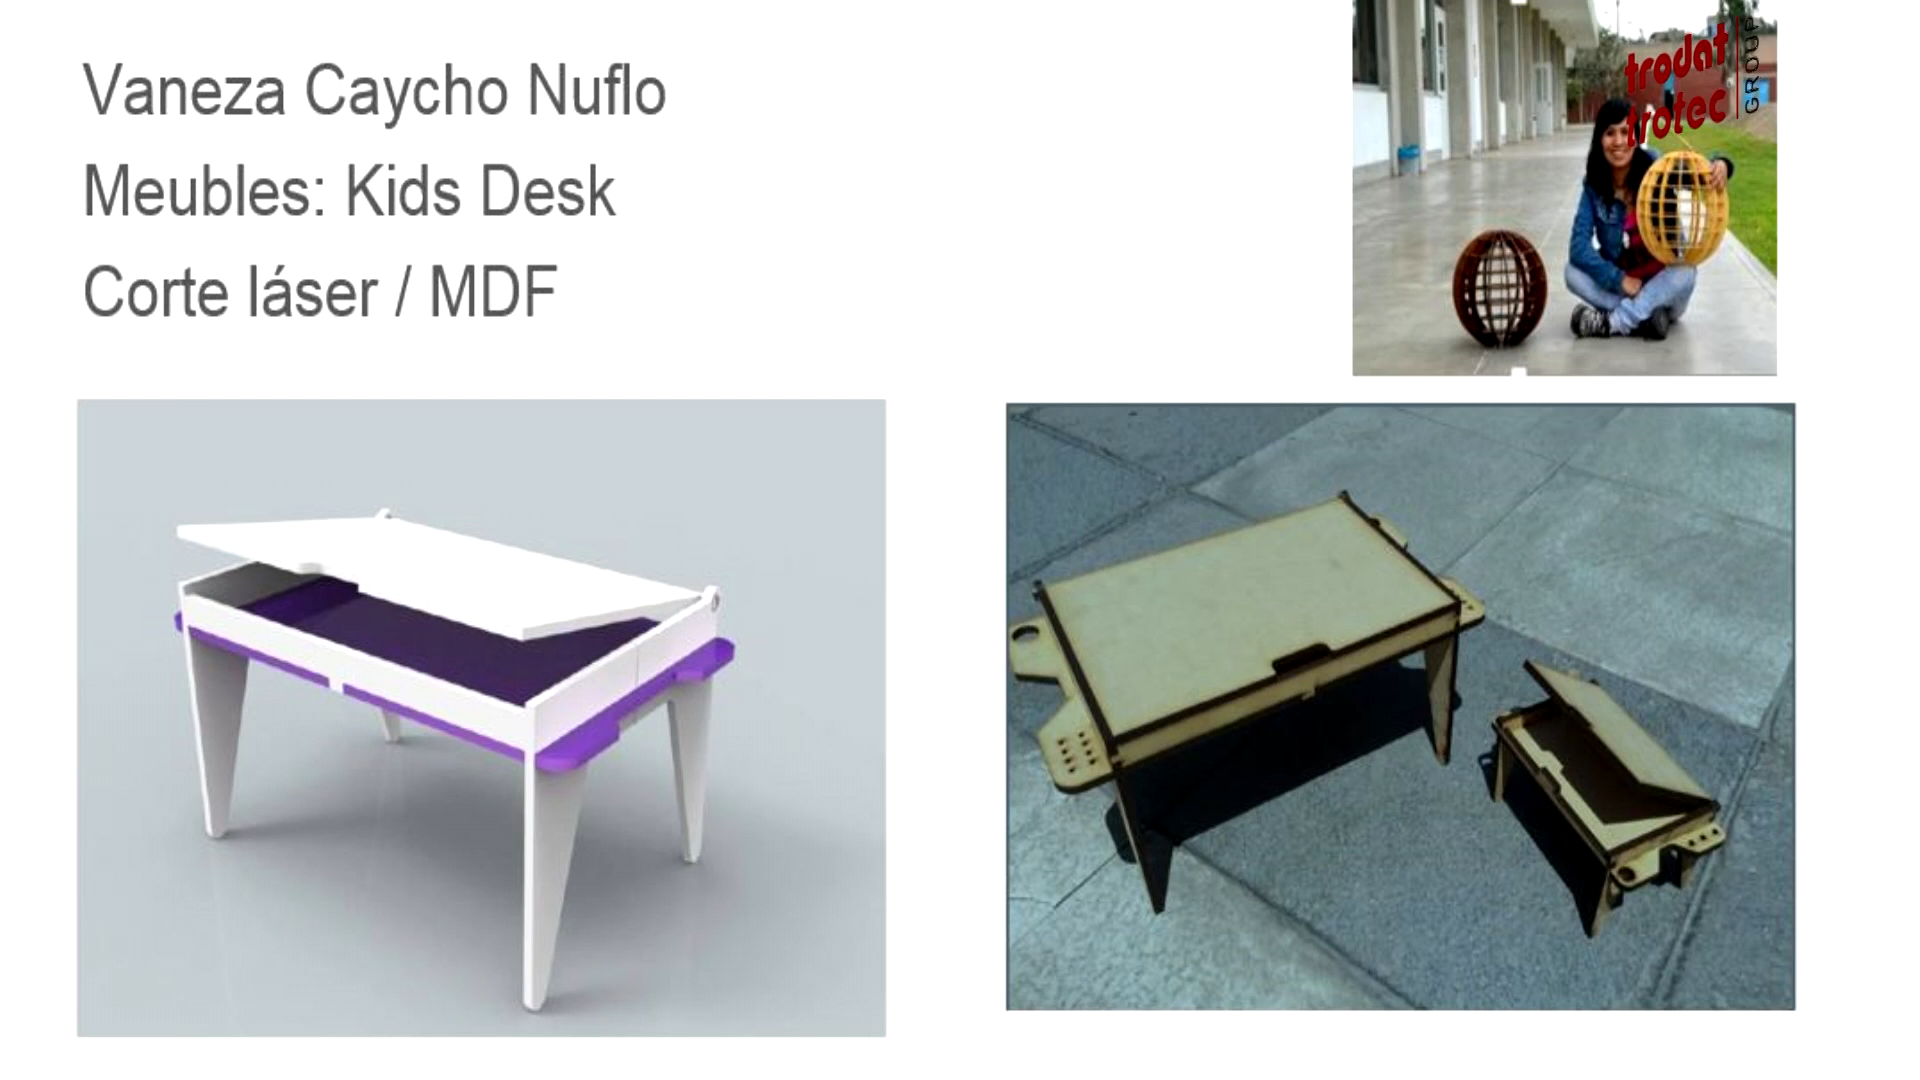 Vaneza Caycho Nuflo
Meubles: Kids Desk
Corte láser / MDF
trodat
trotec
GROUP